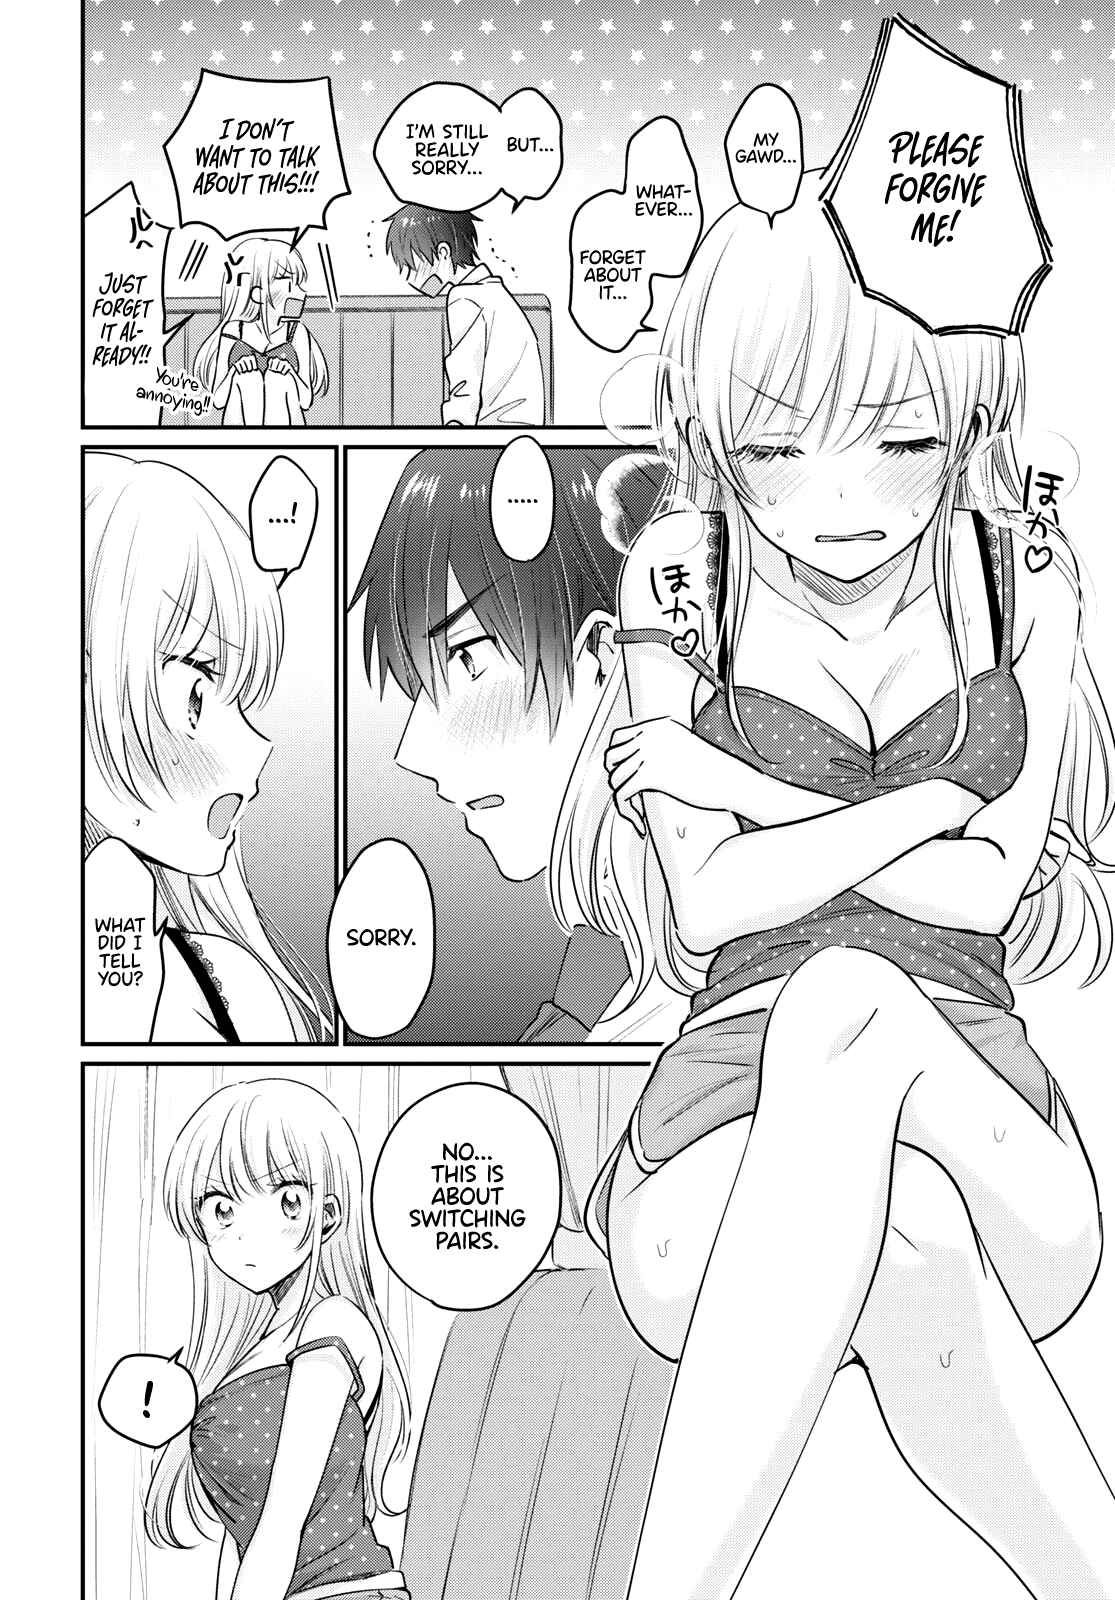 PLEASE
FORGIVE
ME!
MY
GAWD...
WHAT-
EVER...
FORGET
ABOUT
IT...
BUT...
I'M STILL
REALLY
SORRY...
I DON'T
WANT TO TALK
ABOUT THIS!!!
JUST
FORGET
IT AL-
READY!!
You're
annoying!!
ほか♡
ほか♡
......
SORRY.
....!
WHAT
DID I
TELL
YOU?
NO...
THIS IS
ABOUT
SWITCHING
PAIRS.
!